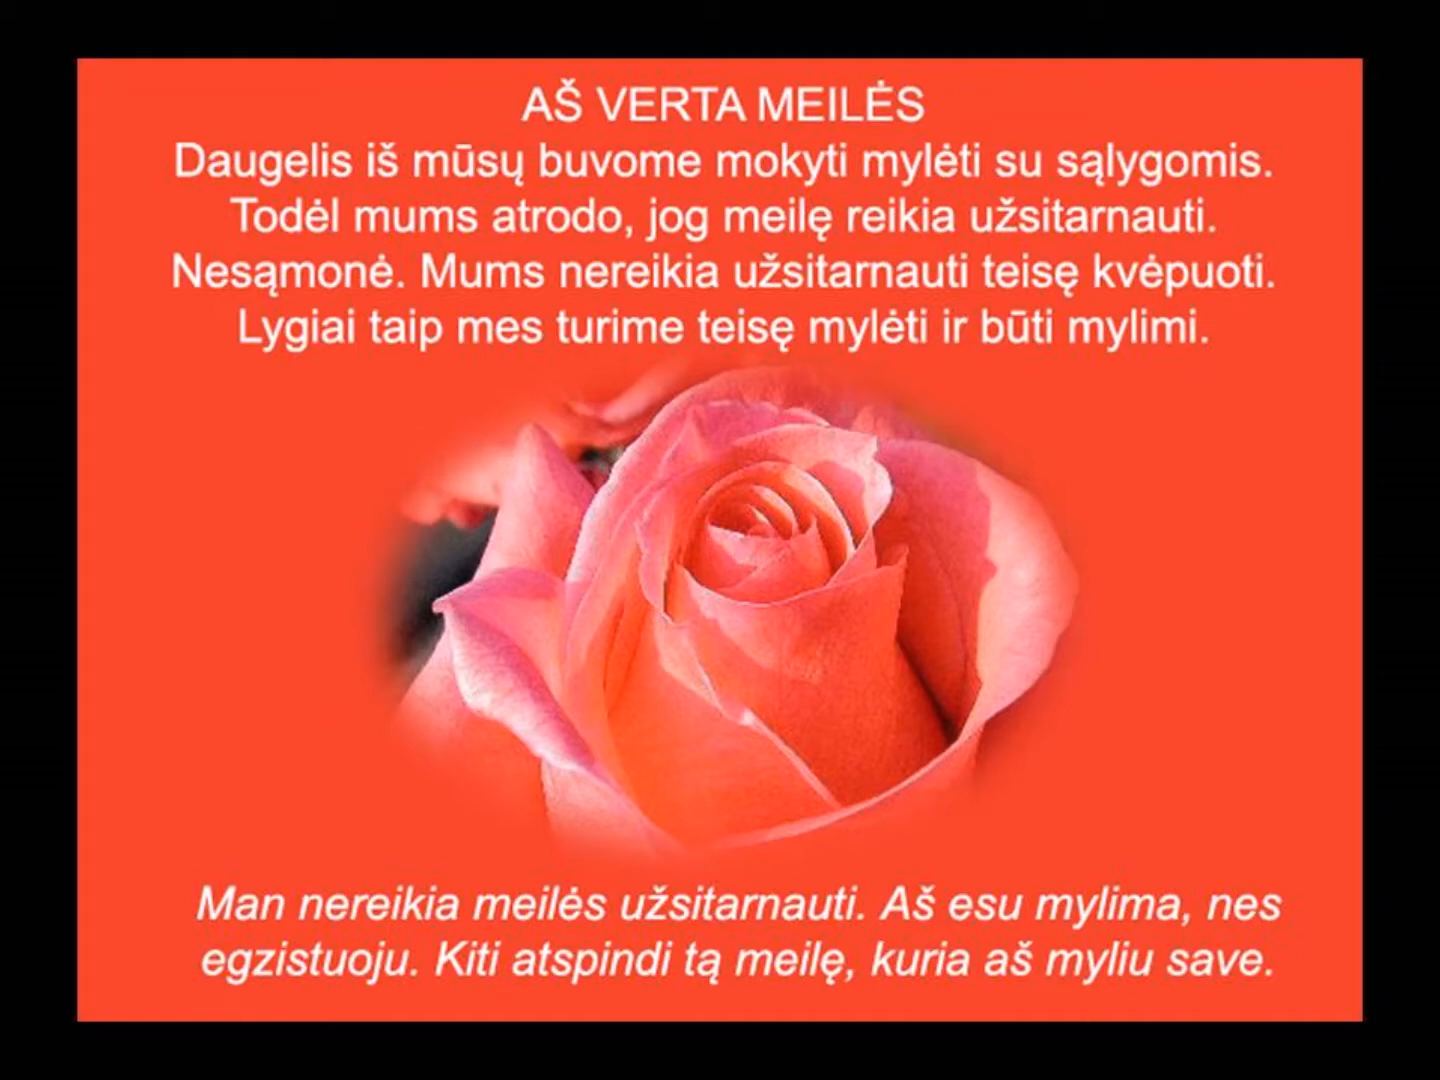 AŠ VERTA MEILĖS
Daugelis iš mūsų buvome mokyti mylėti su sąlygomis.
Todėl mums atrodo, jog meilę reikia užsitarnauti.
Nesąmonė. Mums nereikia užsitarnauti teisę kvėpuoti.
Lygiai taip mes turime teisę mylėti ir būti mylimi.
Man nereikia meilės užsitarnauti. Aš esu mylima, nes
egzistuoju. Kiti atspindi tą meilę, kuria aš myliu save.